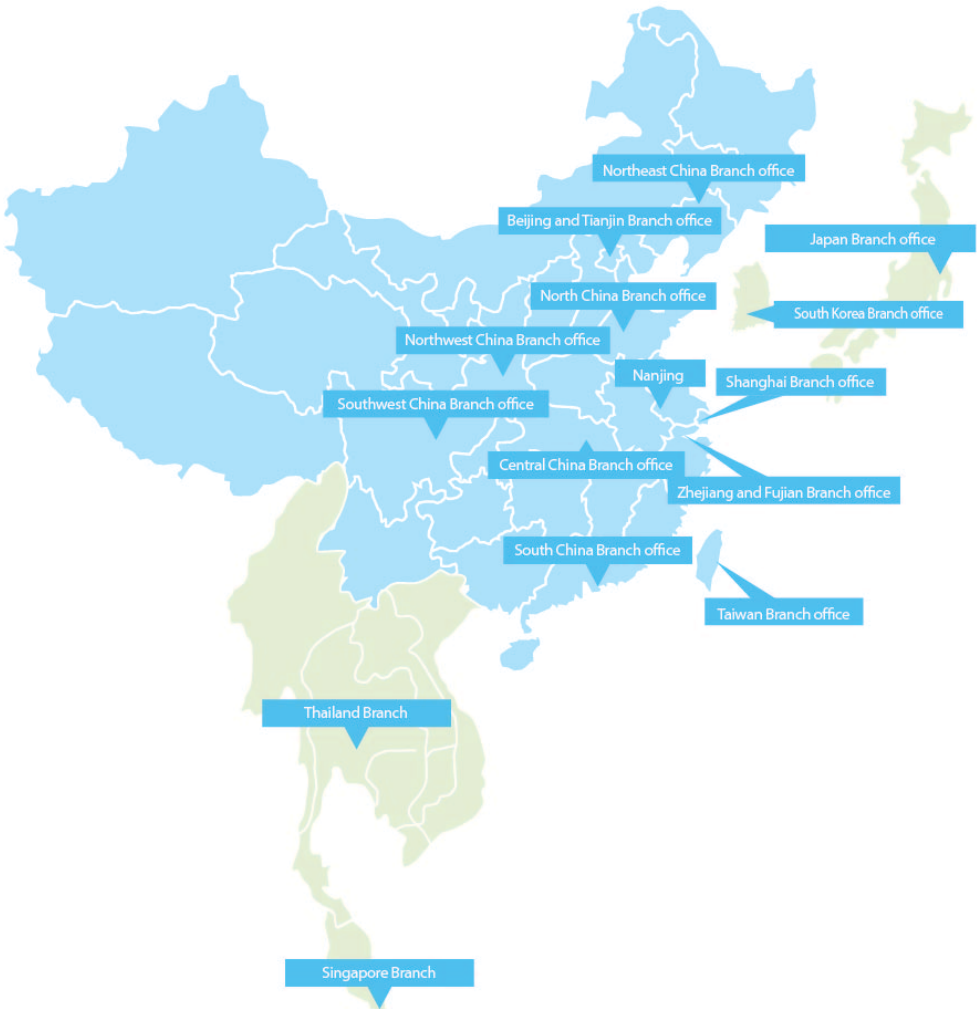 Northeast China Branch office
Beijing and Tianjin Branch office
Japan Branch office
North China Branch office
South Korea Branch office
Northwest China Branch office
Nanjing
Shanghai Branch office
Southwest China Branch office
Central China Branch office
Zhejiang and Fujian Branch office
South China Branch office
Taiwan Branch office
Thailand Branch
Singapore Branch